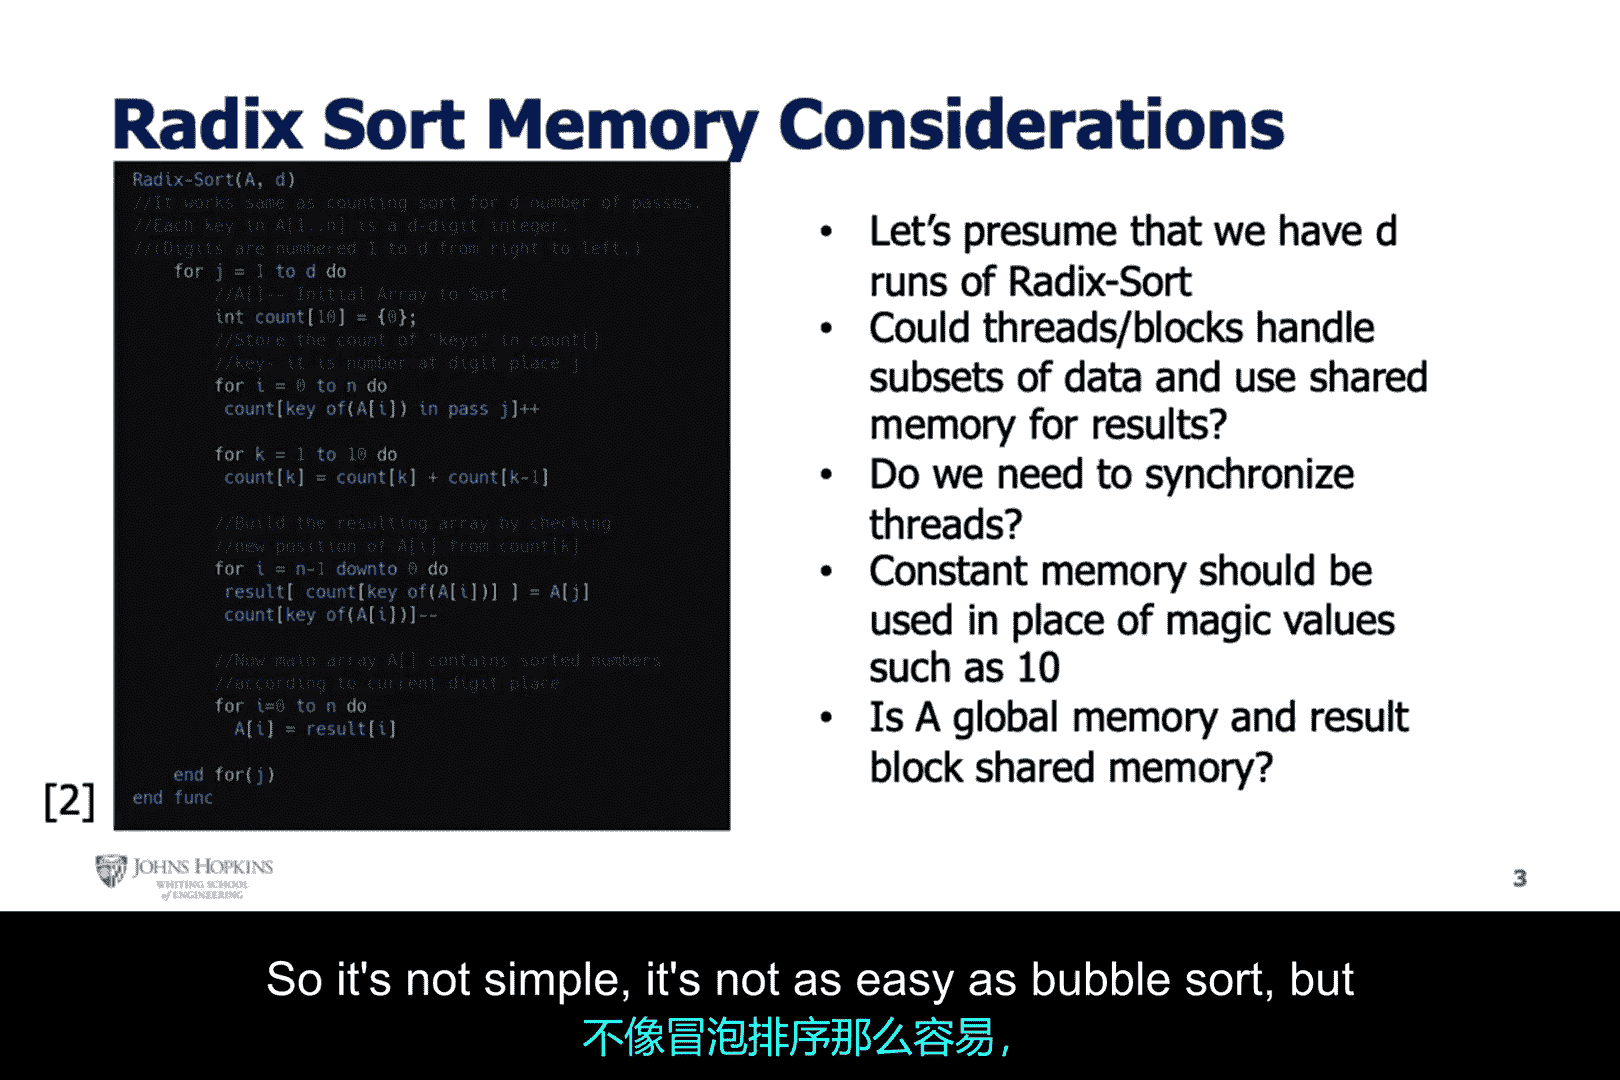 Radix Sort Memory Considerations
Radix-Sort(A, d)
//It works same as counting sort for d number of passes.
//Each key in A[1..n] is a d-digit integer.
//(Digits are numbered 1 to d from right to left.)
for j = 1 to d do
//A[]-- Initial Array to Sort
int count[10] = {0};
//Store the count of "keys" in count[]
//key- it is number at digit place j
for i = 0 to n do
count[key of(A[i]) in pass j]++
for k = 1 to 10 do
count[k] = count[k] + count[k-1]
//Build the resulting array by checking
//new position of A[i] from count[k]
for i = n-1 downto 0 do
result[ count[key of(A[i])] ] = A[j]
count[key of(A[i])]--
//Now main array A[] contains sorted numbers
//according to current digit place
for i=0 to n do
A[i] = result[i]
end for(j)
end func
[2]
• Let's presume that we have d
runs of Radix-Sort
• Could threads/blocks handle
subsets of data and use shared
memory for results?
• Do we need to synchronize
threads?
• Constant memory should be
used in place of magic values
such as 10
• Is A global memory and result
block shared memory?
JOHNS HOPKINS
WHITING SCHOOL
of ENGINEERING
3
So it's not simple, it's not as easy as bubble sort, but
不像冒泡排序那么容易,